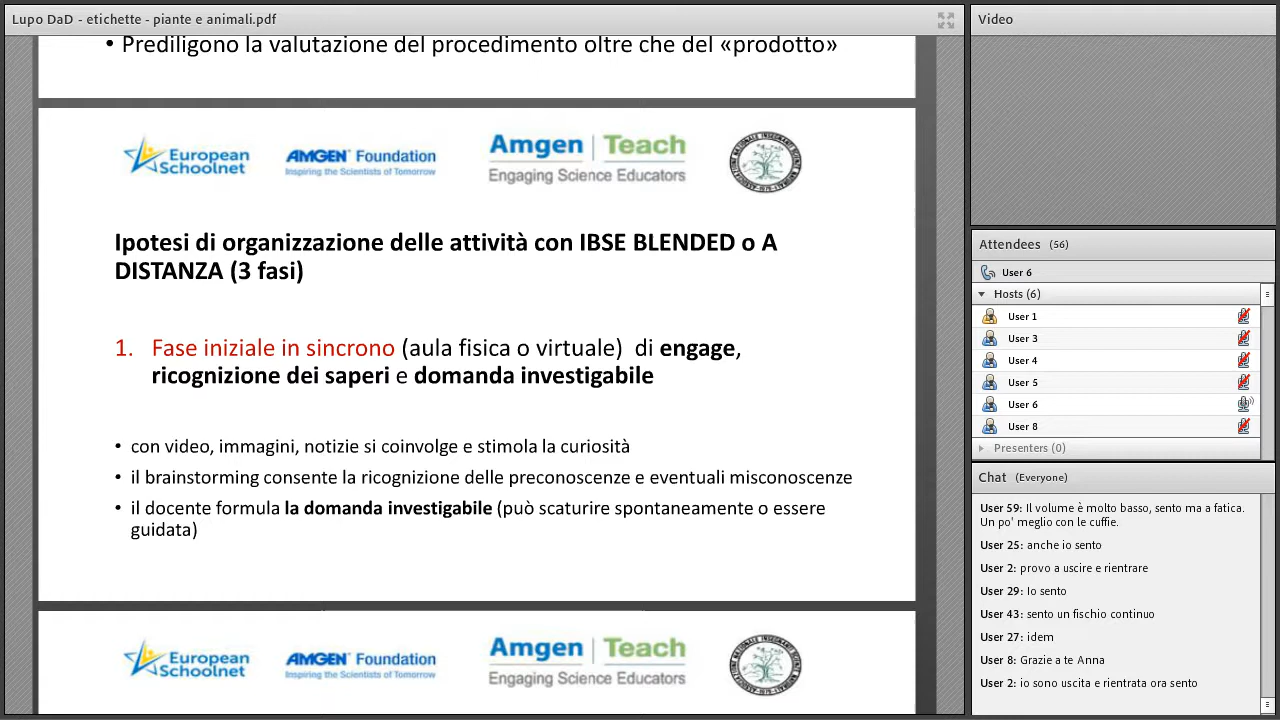 Lupo DaD - etichette - piante e animali.pdf
• Prediligono la valutazione del procedimento oltre che del «prodotto»
European Schoolnet
AMGEN Foundation
Inspiring the Scientists of Tomorrow
Amgen | Teach
Engaging Science Educators
Ipotesi di organizzazione delle attività con IBSE BLENDED o A
DISTANZA (3 fasi)
1. Fase iniziale in sincrono (aula fisica o virtuale) di engage,
ricognizione dei saperi e domanda investigabile
• con video, immagini, notizie si coinvolge e stimola la curiosità
• il brainstorming consente la ricognizione delle preconoscenze e eventuali misconoscenze
• il docente formula la domanda investigabile (può scaturire spontaneamente o essere
guidata)
European Schoolnet
AMGEN Foundation
Inspiring the Scientists of Tomorrow
Amgen | Teach
Engaging Science Educators
Video
Attendees (56)
User 6
Hosts (6)
User 1
User 3
User 4
User 5
User 6
User 8
Presenters (0)
Chat (Everyone)
User 59: Il volume è molto basso, sento ma a fatica.
Un po' meglio con le cuffie.
User 25: anche io sento
User 2: provo a uscire e rientrare
User 29: Io sento
User 43: sento un fischio continuo
User 27: idem
User 8: Grazie a te Anna
User 2: io sono uscita e rientrata ora sento